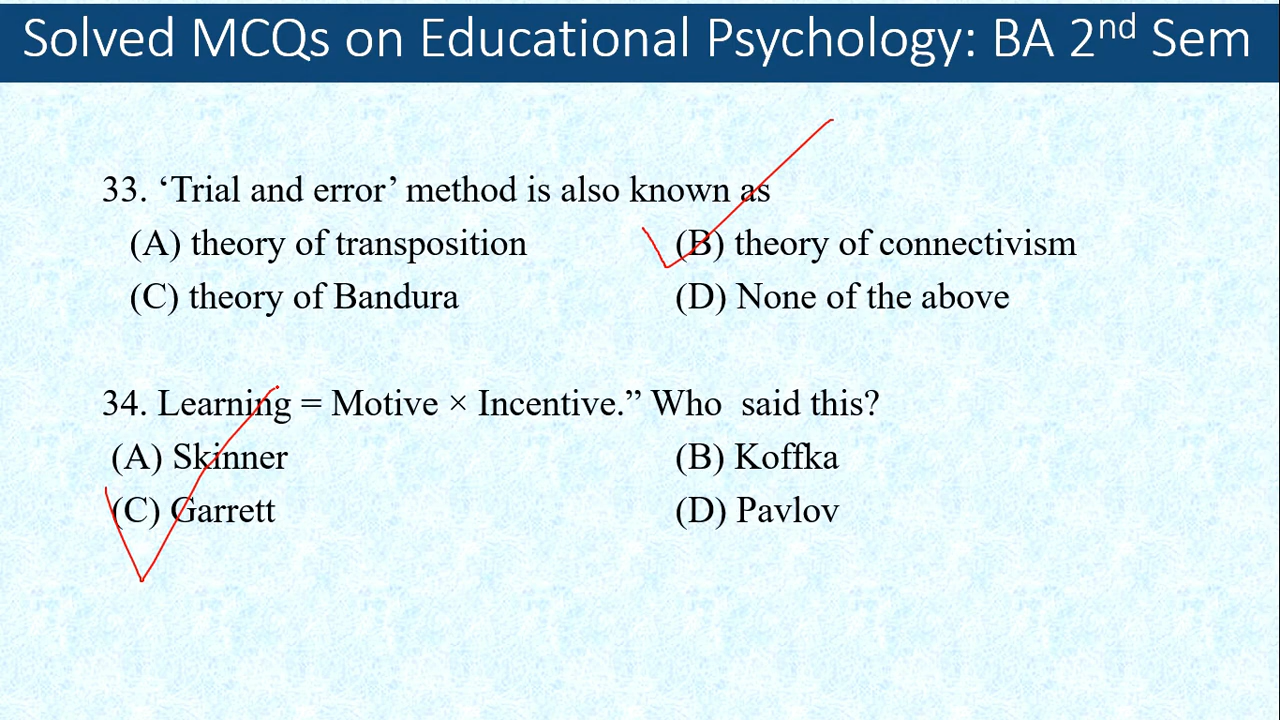 Solved MCQs on Educational Psychology: BA 2nd Sem
33. ‘Trial and error’ method is also known as
(A) theory of transposition (B) theory of connectivism
(C) theory of Bandura (D) None of the above
34. Learning = Motive × Incentive.” Who said this?
(A) Skinner (B) Koffka
(C) Garrett (D) Pavlov